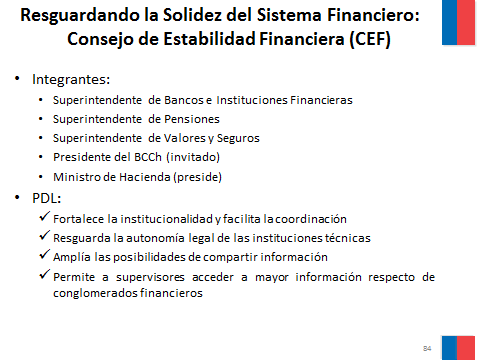 Resguardando la Solidez del Sistema Financiero:
Consejo de Estabilidad Financiera (CEF)
• Integrantes:
• Superintendente de Bancos e Instituciones Financieras
• Superintendente de Pensiones
• Superintendente de Valores y Seguros
• Presidente del BCCh (invitado)
• Ministro de Hacienda (preside)
• PDL:
✓ Fortalece la institucionalidad y facilita la coordinación
✓ Resguarda la autonomía legal de las instituciones técnicas
✓ Amplía las posibilidades de compartir información
✓ Permite a supervisores acceder a mayor información respecto de
conglomerados financieros
84